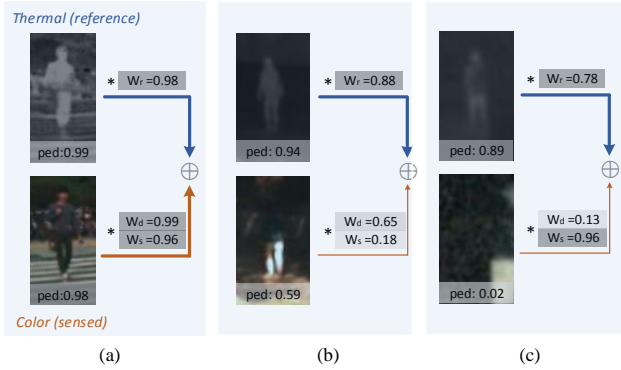 Thermal (reference)
* Wr =0.98
ped:0.99
* Wd =0.99
Ws =0.96
ped:0.98
Color (sensed)
(a)
* Wr =0.88
ped: 0.94
* Wd =0.65
Ws =0.18
ped: 0.59
(b)
* Wr =0.78
ped: 0.89
* Wd =0.13
Ws =0.96
ped: 0.02
(c)